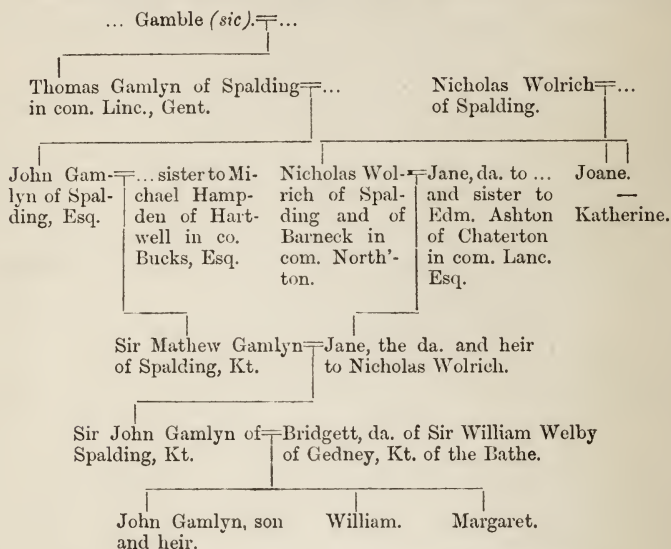 ... Gamble (sic). = ...
Thomas Gamlyn of Spalding = ...
in com. Linc., Gent.
Nicholas Wolrich = ...
of Spalding.
John Gam- = 
lyn of Spal-
ding, Esq.
... sister to Mi-
chael Hamp-
den of Hart-
well in co.
Bucks, Esq.
Nicholas Wol- = 
rich of Spal-
ding and of
Barneck in
com. North'-
ton.
Jane, da. to ...
and sister to
Edm. Ashton
of Chaterton
in com. Lanc.
Esq.
Joane.
—
Katherine.
Sir Mathew Gamlyn = Jane, the da. and heir
of Spalding, Kt. to Nicholas Wolrich.
Sir John Gamlyn of = Bridgett, da. of Sir William Welby
Spalding, Kt. of Gedney, Kt. of the Bathe.
John Gamlyn, son
and heir.
William.
Margaret.